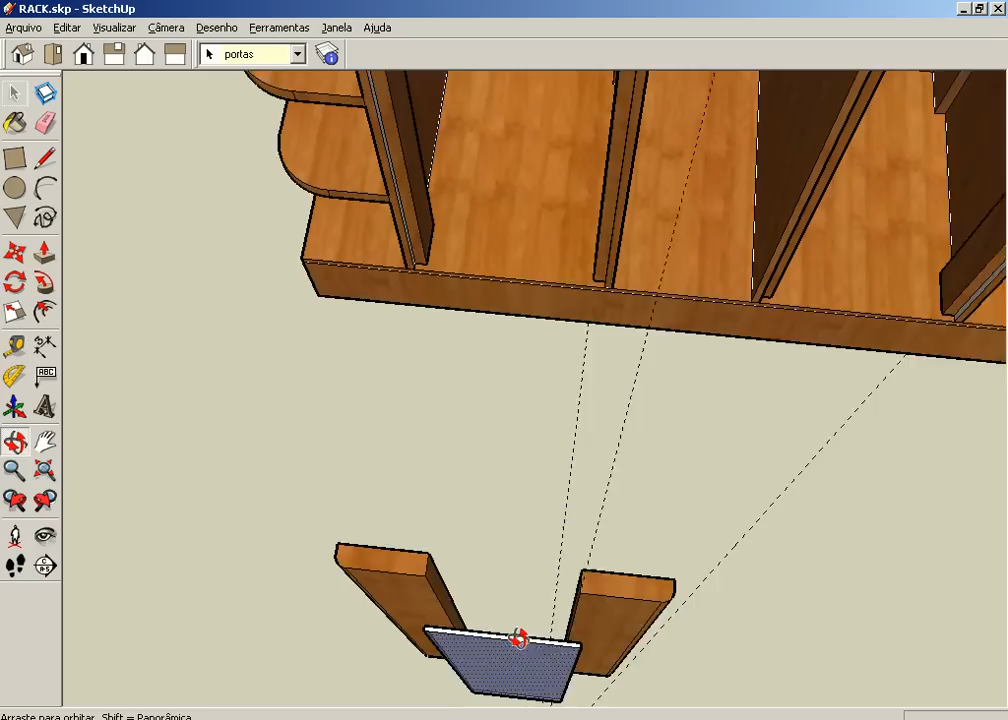 RACK.skp - SketchUp
Arquivo Editar Visualizar Câmera Desenho Ferramentas Janela Ajuda
portas
ABC
A
Arraste para orbitar. Shift = Panorâmica